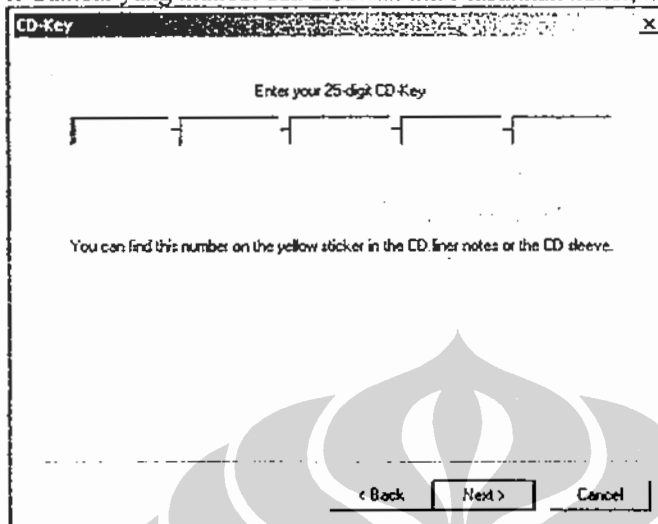 CD-Key
Enter your 25-digit CD-Key
You can find this number on the yellow sticker in the CD liner notes or the CD sleeve.
< Back Next > Cancel